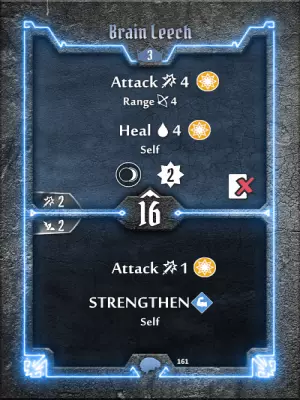 Brain Leech
3
Attack 4
Range 4
Heal 4
Self
2
2
16
2
Attack 1
STRENGTHEN
Self
161